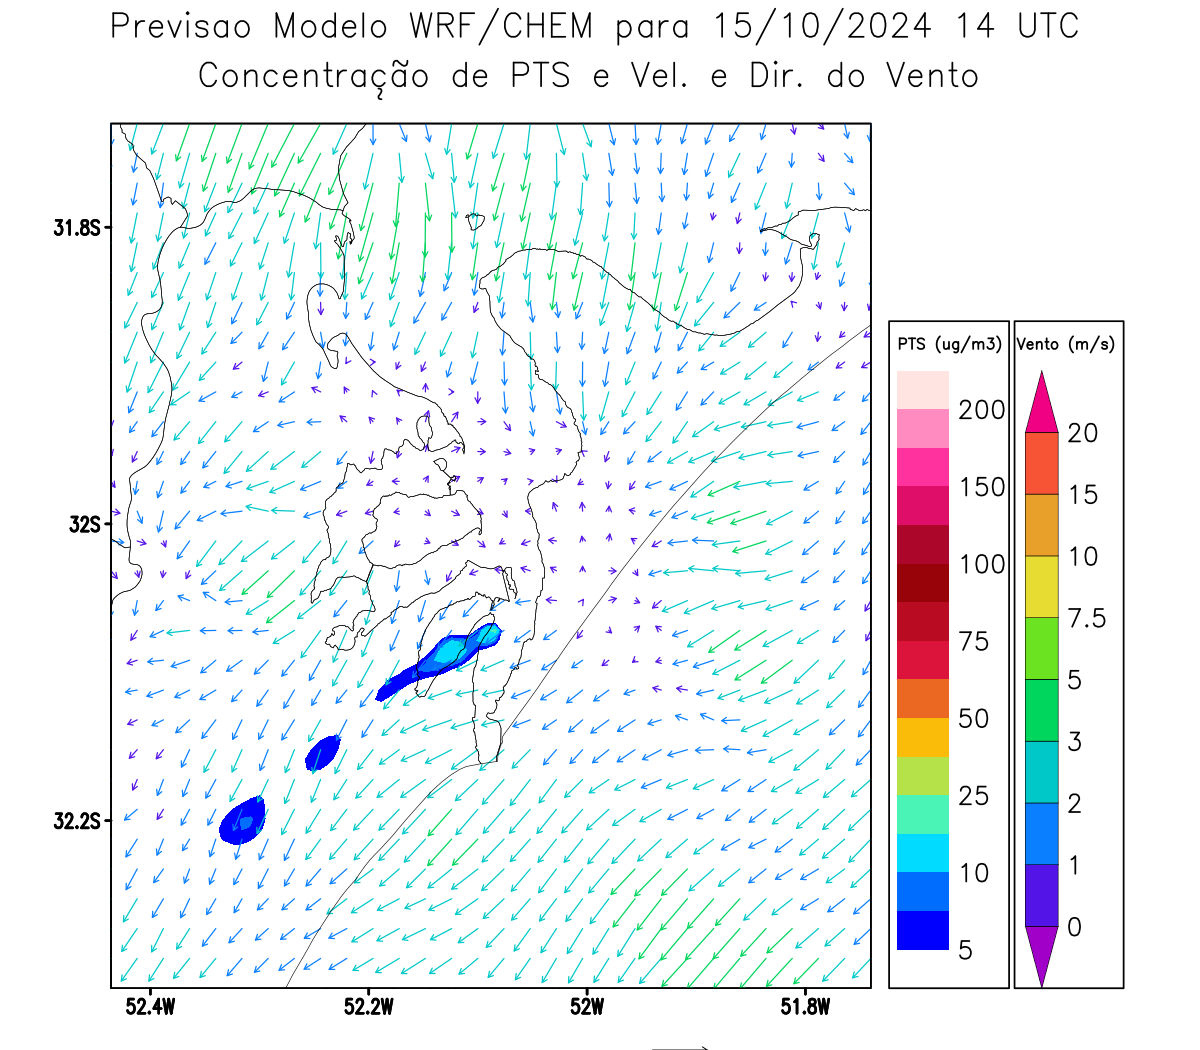 Previsao Modelo WRF/CHEM para 15/10/2024 14 UTC
Concentração de PTS e Vel. e Dir. do Vento
31.8S
32S
32.2S
52.4W 52.2W 52W 51.8W
PTS (ug/m3)
200
150
100
75
50
25
10
5
Vento (m/s)
20
15
10
7.5
5
3
2
1
0